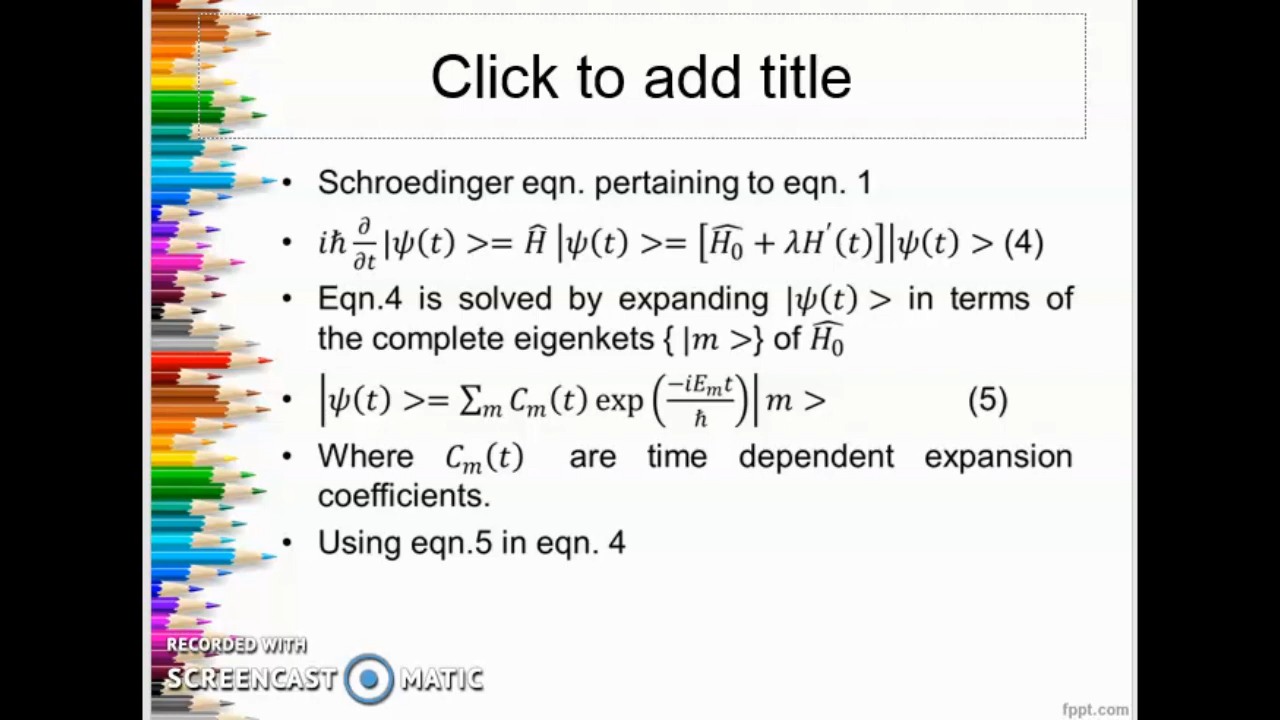 Click to add title
• Schroedinger eqn. pertaining to eqn. 1
• iℏ ∂/∂t |ψ(t) >= Ĥ |ψ(t) >= [Ĥ₀ + λH′(t)]|ψ(t) > (4)
• Eqn.4 is solved by expanding |ψ(t) > in terms of
the complete eigenkets { |m >} of Ĥ₀
• |ψ(t) >= ∑ₘ Cₘ(t) exp (−iEₘt/ℏ)| m > (5)
• Where Cₘ(t) are time dependent expansion
coefficients.
• Using eqn.5 in eqn. 4
RECORDED WITH
SCREENCAST MATIC
fppt.com